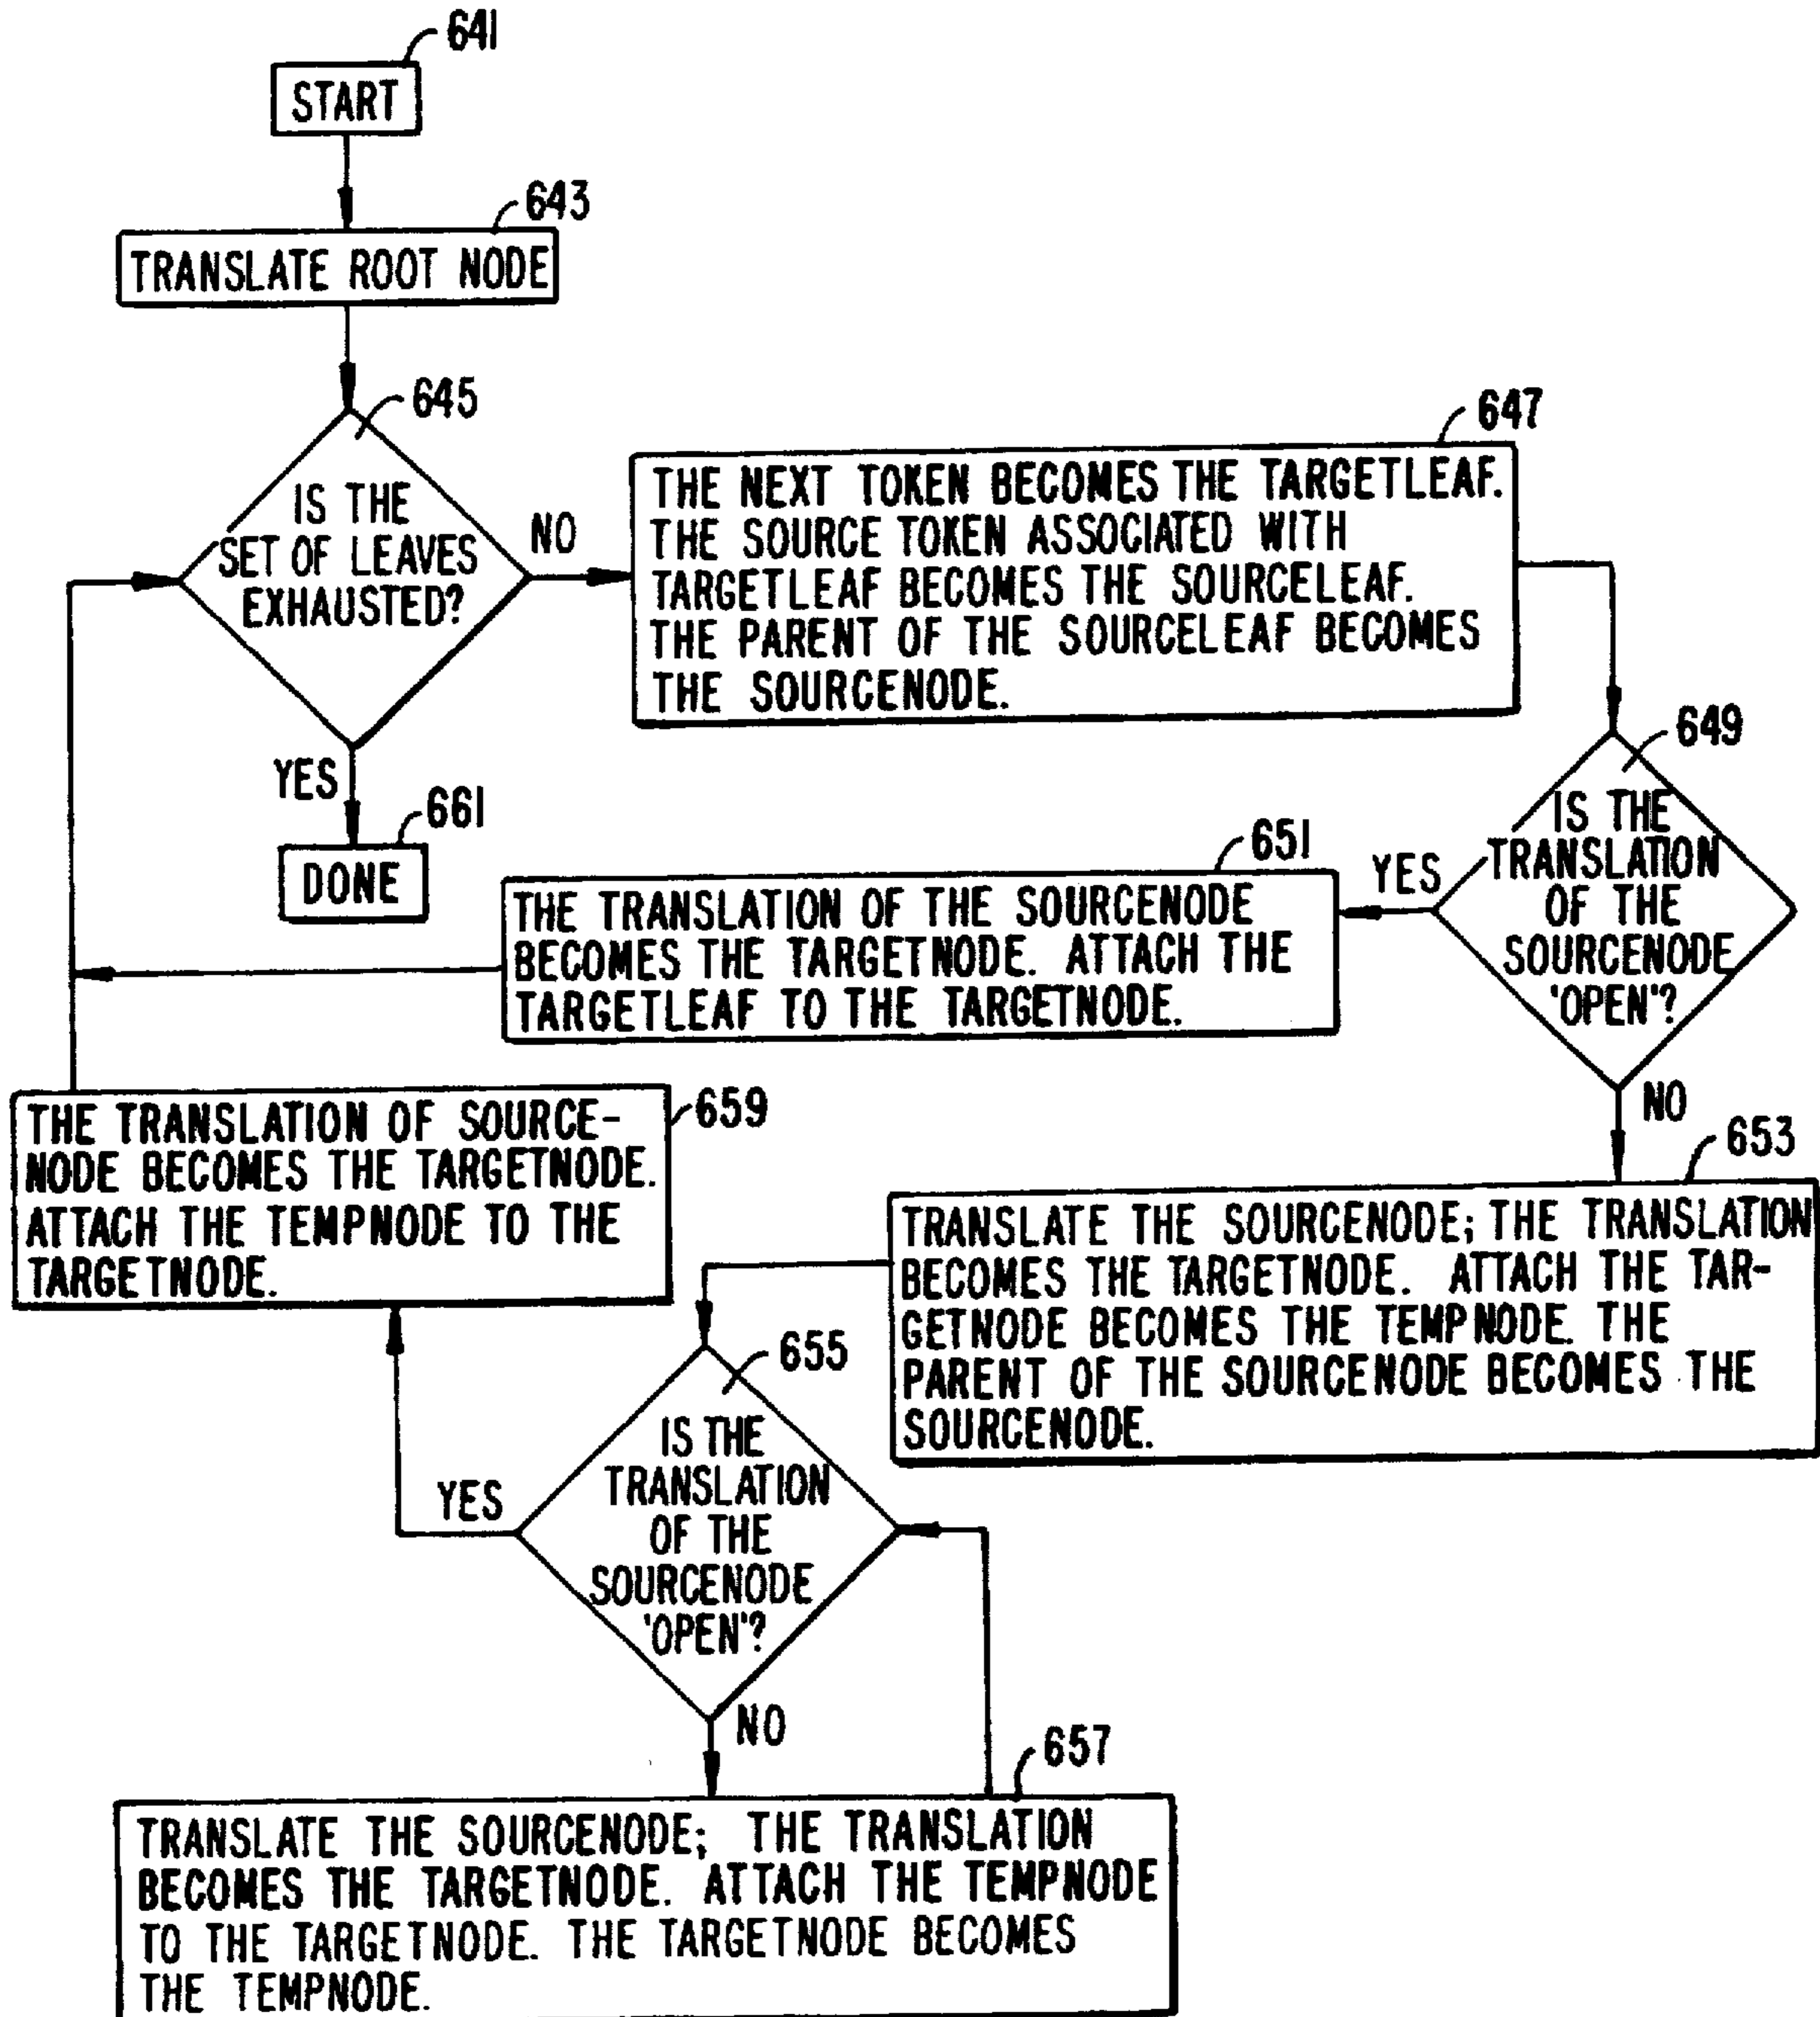 641
START
643
TRANSLATE ROOT NODE
645
IS THE
SET OF LEAVES
EXHAUSTED?
NO
YES
647
THE NEXT TOKEN BECOMES THE TARGETLEAF.
THE SOURCE TOKEN ASSOCIATED WITH
TARGETLEAF BECOMES THE SOURCELEAF.
THE PARENT OF THE SOURCELEAF BECOMES
THE SOURCENODE.
649
IS THE
TRANSLATION
OF THE
SOURCENODE
'OPEN'?
YES
NO
661
DONE
651
THE TRANSLATION OF THE SOURCENODE
BECOMES THE TARGETNODE. ATTACH THE
TARGETLEAF TO THE TARGETNODE.
659
THE TRANSLATION OF SOURCE-
NODE BECOMES THE TARGETNODE.
ATTACH THE TEMPNODE TO THE
TARGETNODE.
653
TRANSLATE THE SOURCENODE; THE TRANSLATION
BECOMES THE TARGETNODE. ATTACH THE TAR-
GETNODE BECOMES THE TEMPNODE. THE
PARENT OF THE SOURCENODE BECOMES THE
SOURCENODE.
655
IS THE
TRANSLATION
OF THE
SOURCENODE
'OPEN'?
YES
NO
657
TRANSLATE THE SOURCENODE; THE TRANSLATION
BECOMES THE TARGETNODE. ATTACH THE TEMPNODE
TO THE TARGETNODE. THE TARGETNODE BECOMES
THE TEMPNODE.